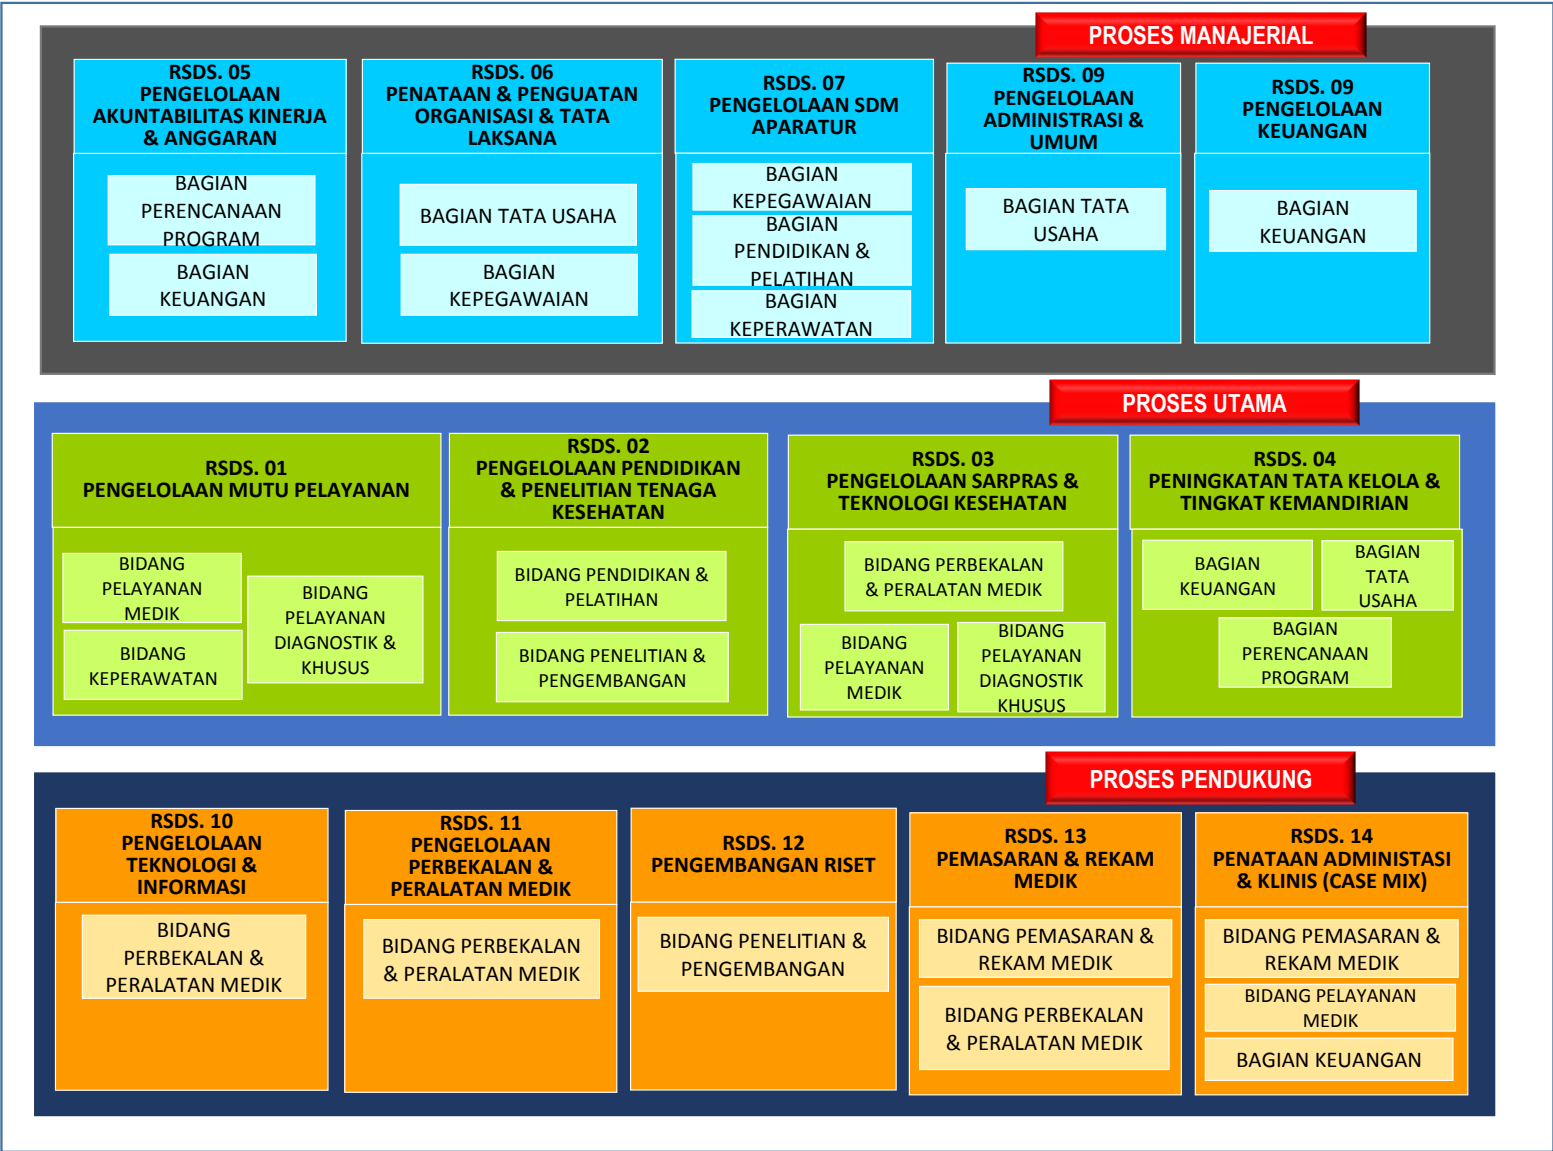 PROSES MANAJERIAL
RSDS. 05
PENGELOLAAN
AKUNTABILITAS KINERJA
& ANGGARAN
BAGIAN
PERENCANAAN
PROGRAM
BAGIAN
KEUANGAN
RSDS. 06
PENATAAN & PENGUATAN
ORGANISASI & TATA
LAKSANA
BAGIAN TATA USAHA
BAGIAN
KEPEGAWAIAN
RSDS. 07
PENGELOLAAN SDM
APARATUR
BAGIAN
KEPEGAWAIAN
BAGIAN
PENDIDIKAN &
PELATIHAN
BAGIAN
KEPERAWATAN
RSDS. 09
PENGELOLAAN
ADMINISTRASI &
UMUM
BAGIAN TATA
USAHA
RSDS. 09
PENGELOLAAN
KEUANGAN
BAGIAN
KEUANGAN
PROSES UTAMA
RSDS. 01
PENGELOLAAN MUTU PELAYANAN
BIDANG
PELAYANAN
MEDIK
BIDANG
KEPERAWATAN
BIDANG
PELAYANAN
DIAGNOSTIK &
KHUSUS
RSDS. 02
PENGELOLAAN PENDIDIKAN
& PENELITIAN TENAGA
KESEHATAN
BIDANG PENDIDIKAN &
PELATIHAN
BIDANG PENELITIAN &
PENGEMBANGAN
RSDS. 03
PENGELOLAAN SARPRAS &
TEKNOLOGI KESEHATAN
BIDANG PERBEKALAN
& PERALATAN MEDIK
BIDANG
PELAYANAN
MEDIK
BIDANG
PELAYANAN
DIAGNOSTIK
KHUSUS
RSDS. 04
PENINGKATAN TATA KELOLA &
TINGKAT KEMANDIRIAN
BAGIAN
KEUANGAN
BAGIAN
TATA
USAHA
BAGIAN
PERENCANAAN
PROGRAM
PROSES PENDUKUNG
RSDS. 10
PENGELOLAAN
TEKNOLOGI &
INFORMASI
BIDANG
PERBEKALAN &
PERALATAN MEDIK
RSDS. 11
PENGELOLAAN
PERBEKALAN &
PERALATAN MEDIK
BIDANG PERBEKALAN
& PERALATAN MEDIK
RSDS. 12
PENGEMBANGAN RISET
BIDANG PENELITIAN &
PENGEMBANGAN
RSDS. 13
PEMASARAN & REKAM
MEDIK
BIDANG PEMASARAN &
REKAM MEDIK
BIDANG PERBEKALAN
& PERALATAN MEDIK
RSDS. 14
PENATAAN ADMINISTASI
& KLINIS (CASE MIX)
BIDANG PEMASARAN &
REKAM MEDIK
BIDANG PELAYANAN
MEDIK
BAGIAN KEUANGAN